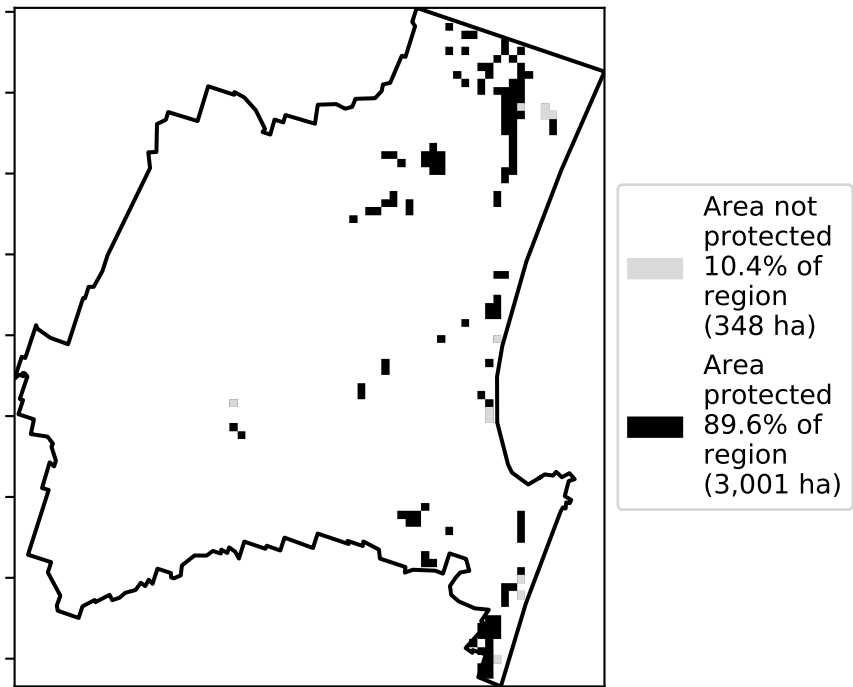 Area not
protected
10.4% of
region
(348 ha)
Area
protected
89.6% of
region
(3,001 ha)